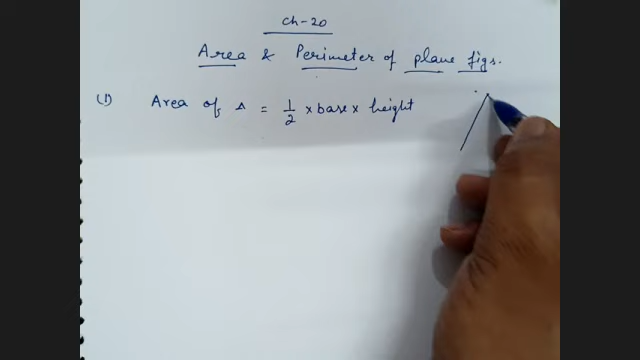 Ch-20
Area & Perimeter of plane figs.
(1) Area of Δ = 1/2 × base × height